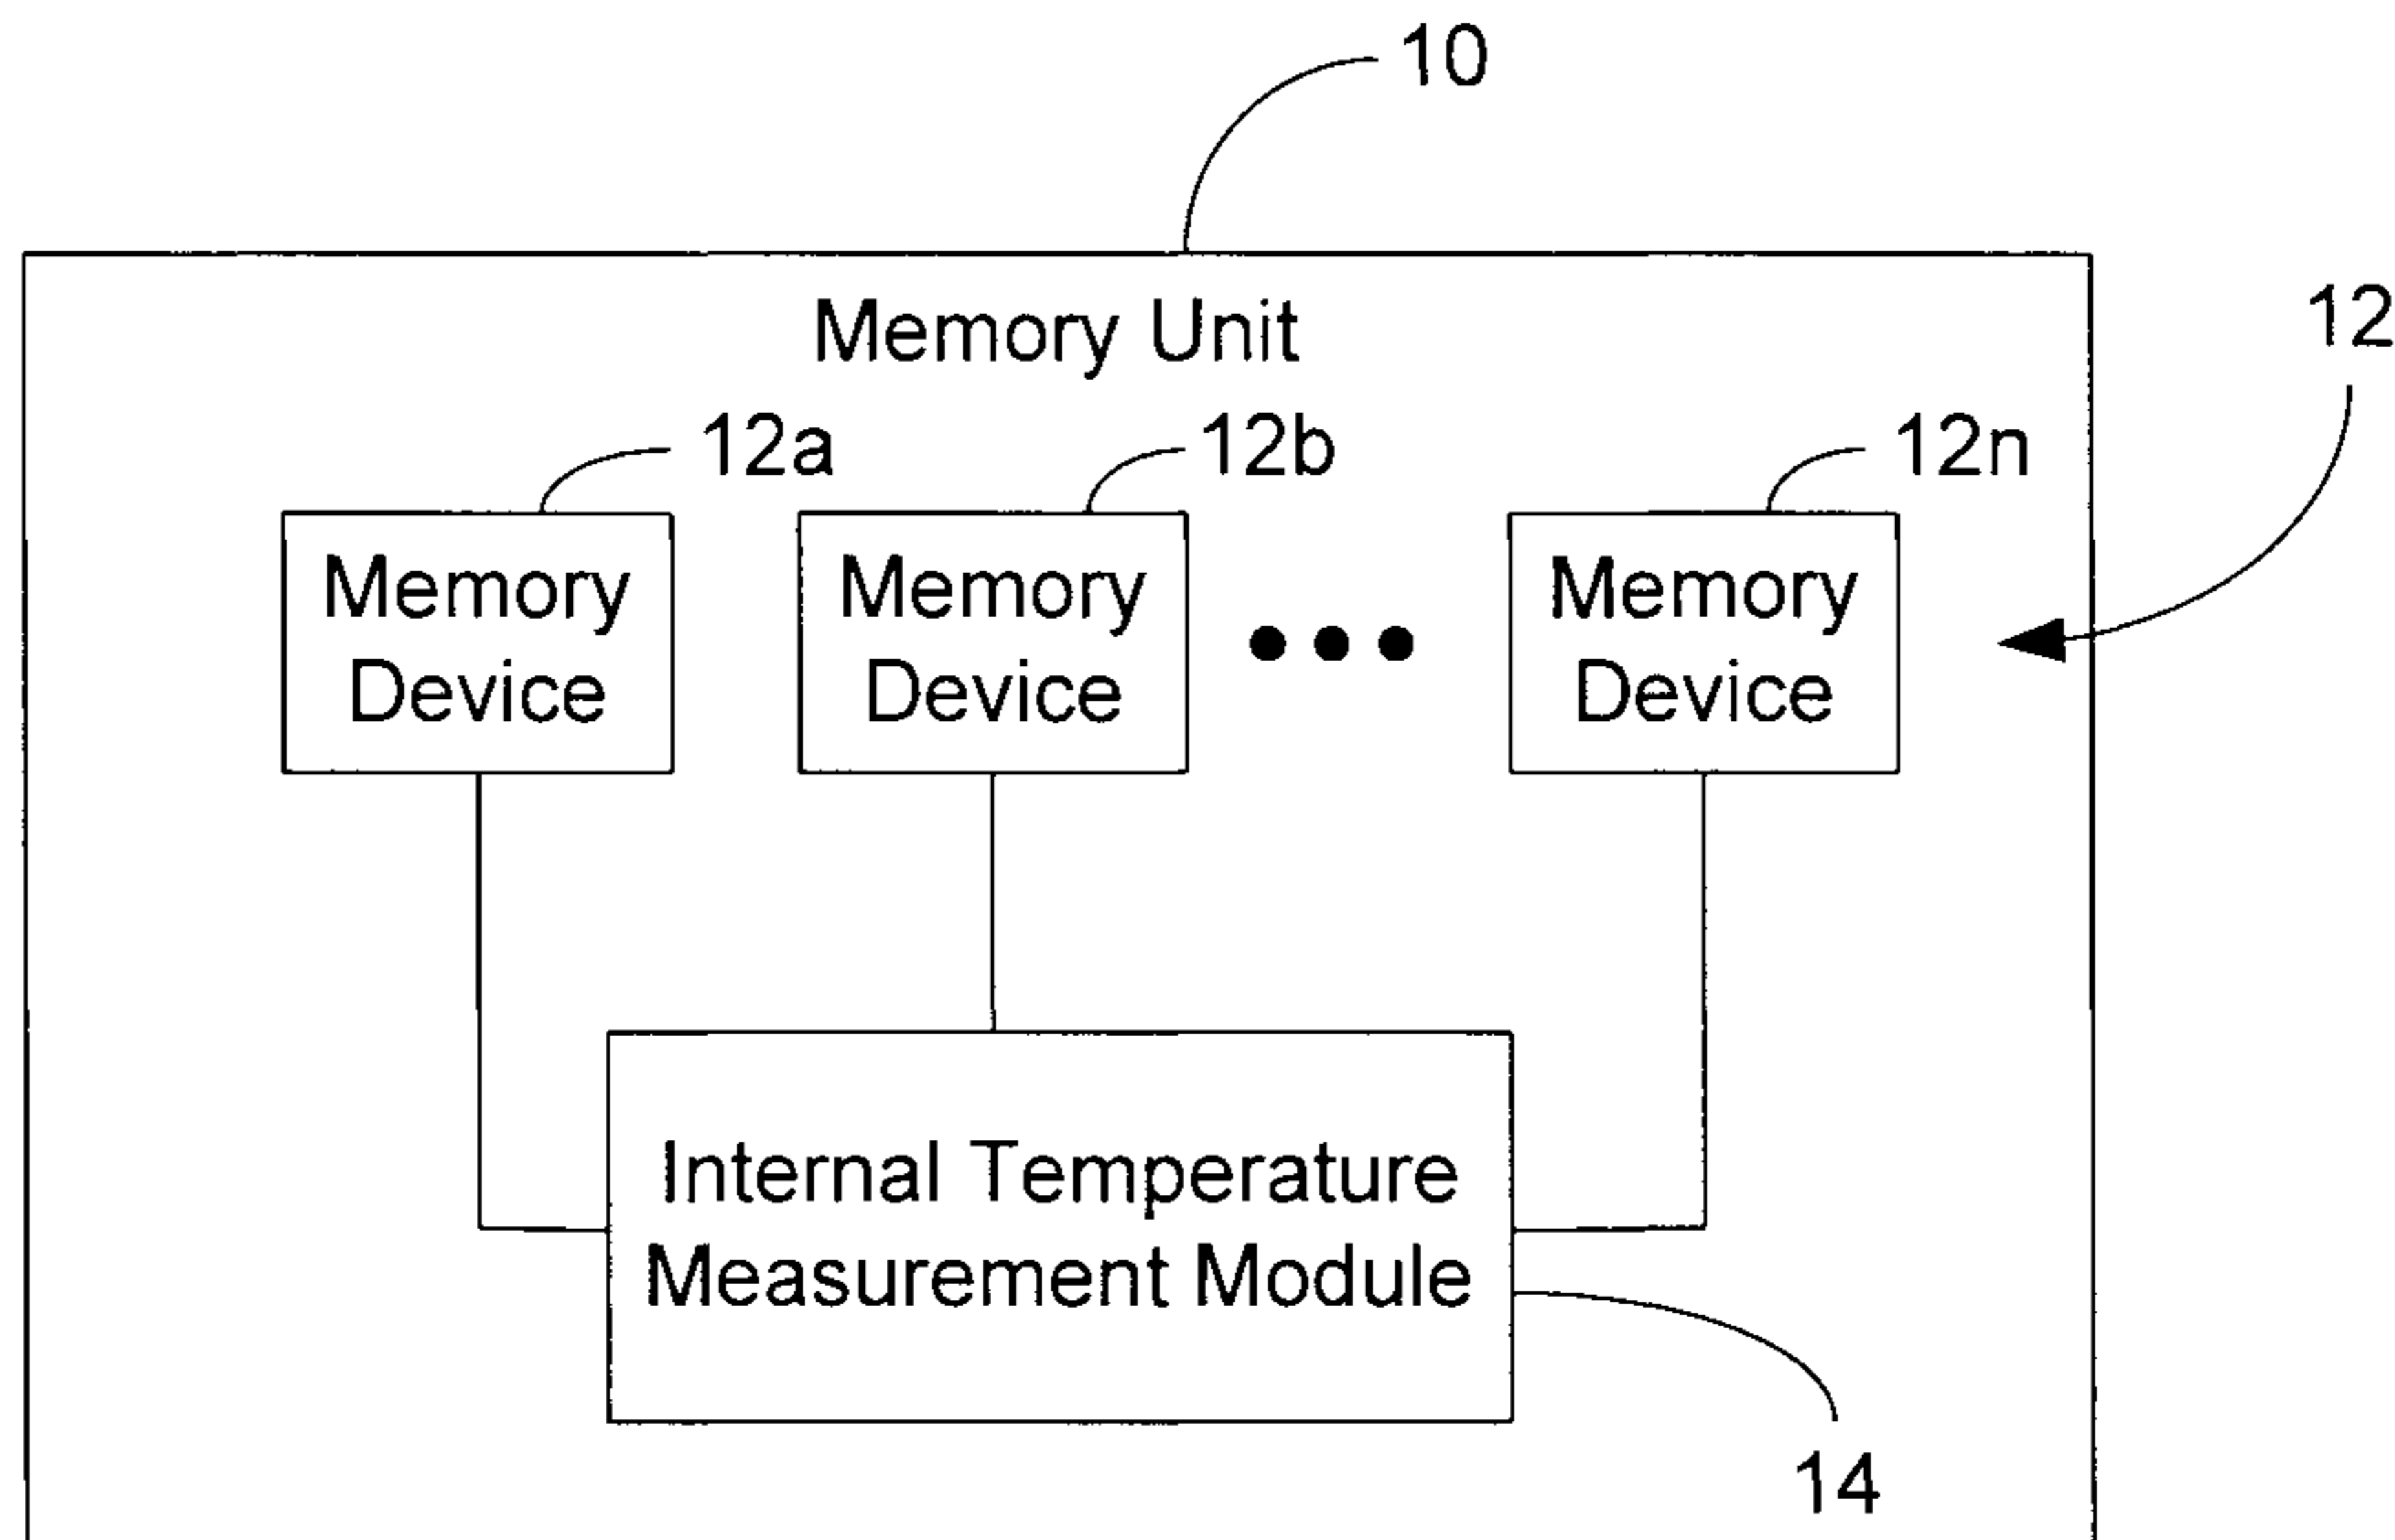 10
Memory Unit
12
12a
12b
12n
Memory
Device
Memory
Device
Memory
Device
Internal Temperature
Measurement Module
14